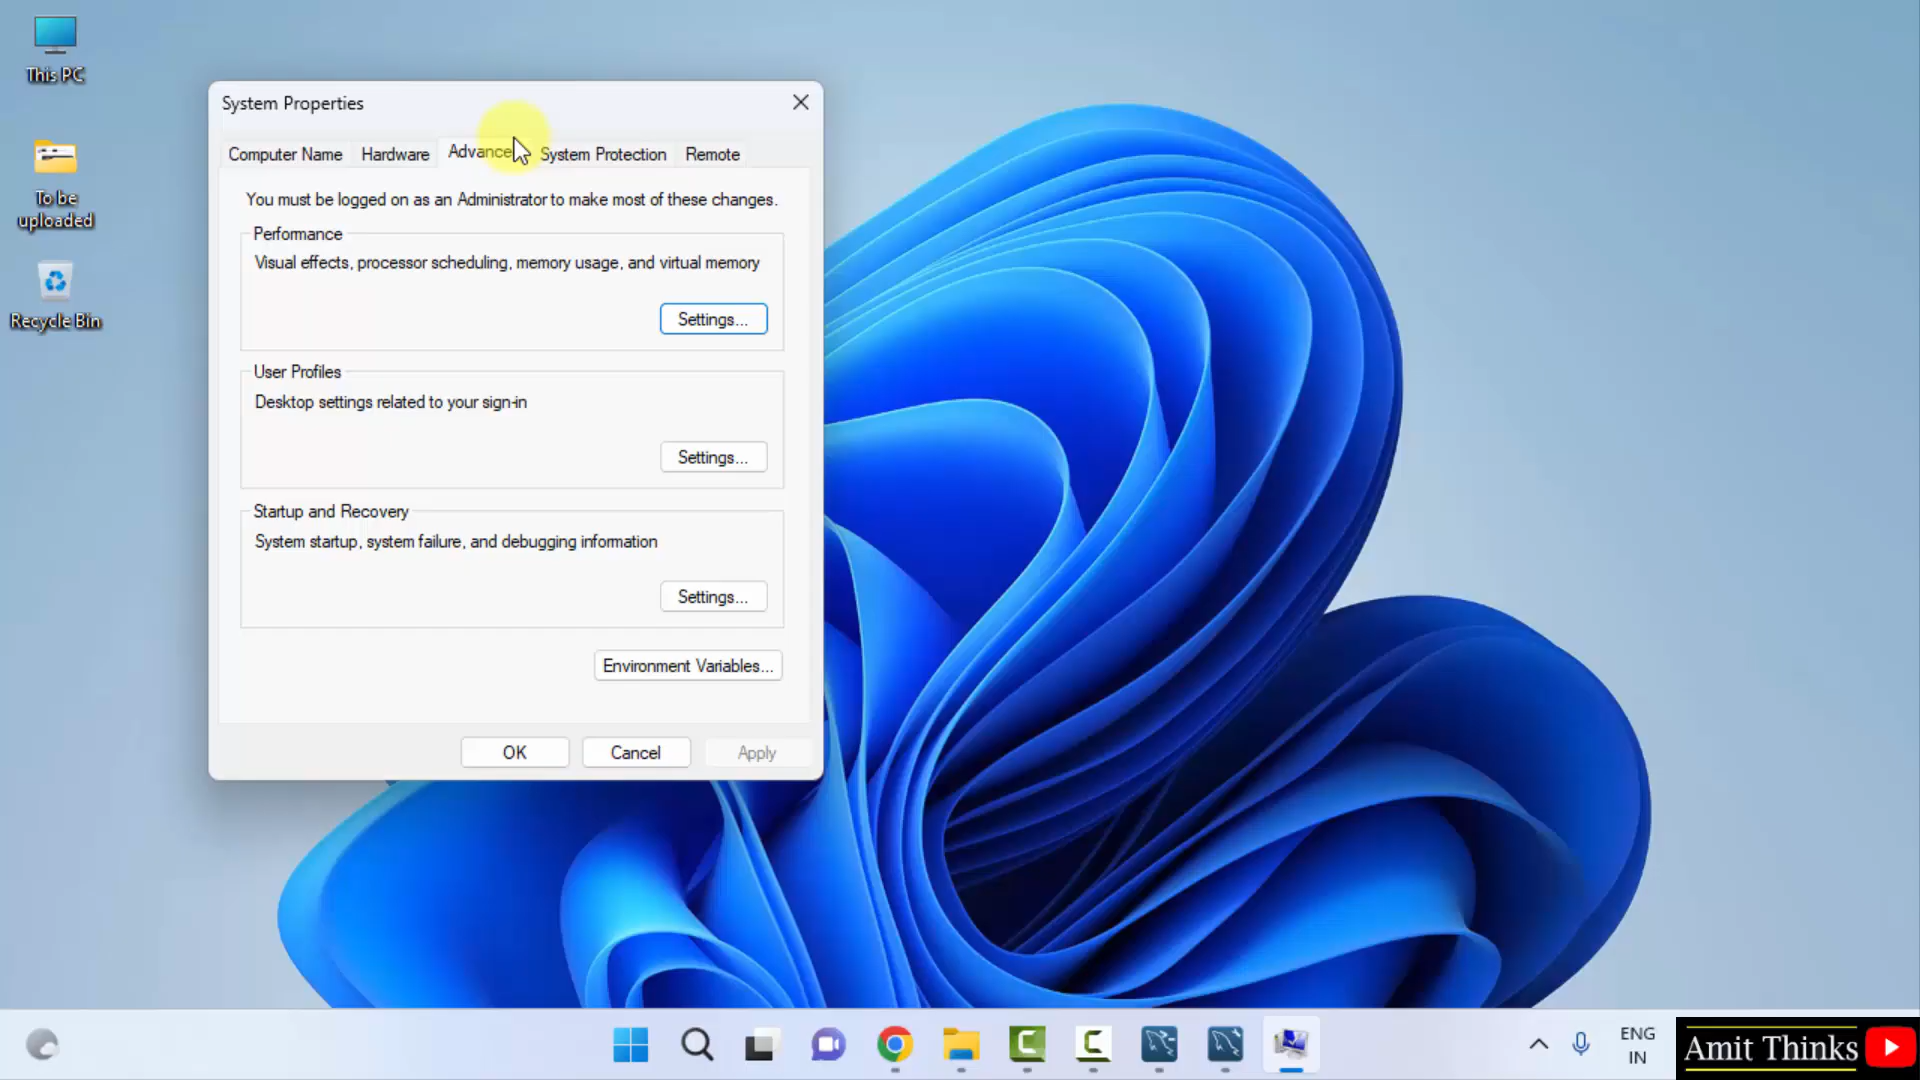 This PC
To be
uploaded
Recycle Bin
System Properties
Computer Name
Hardware
Advance
System Protection
Remote
You must be logged on as an Administrator to make most of these changes.
Performance
Visual effects, processor scheduling, memory usage, and virtual memory
Settings...
User Profiles
Desktop settings related to your sign-in
Settings...
Startup and Recovery
System startup, system failure, and debugging information
Settings...
Environment Variables...
OK
Cancel
Apply
ENG
IN
Amit Thinks